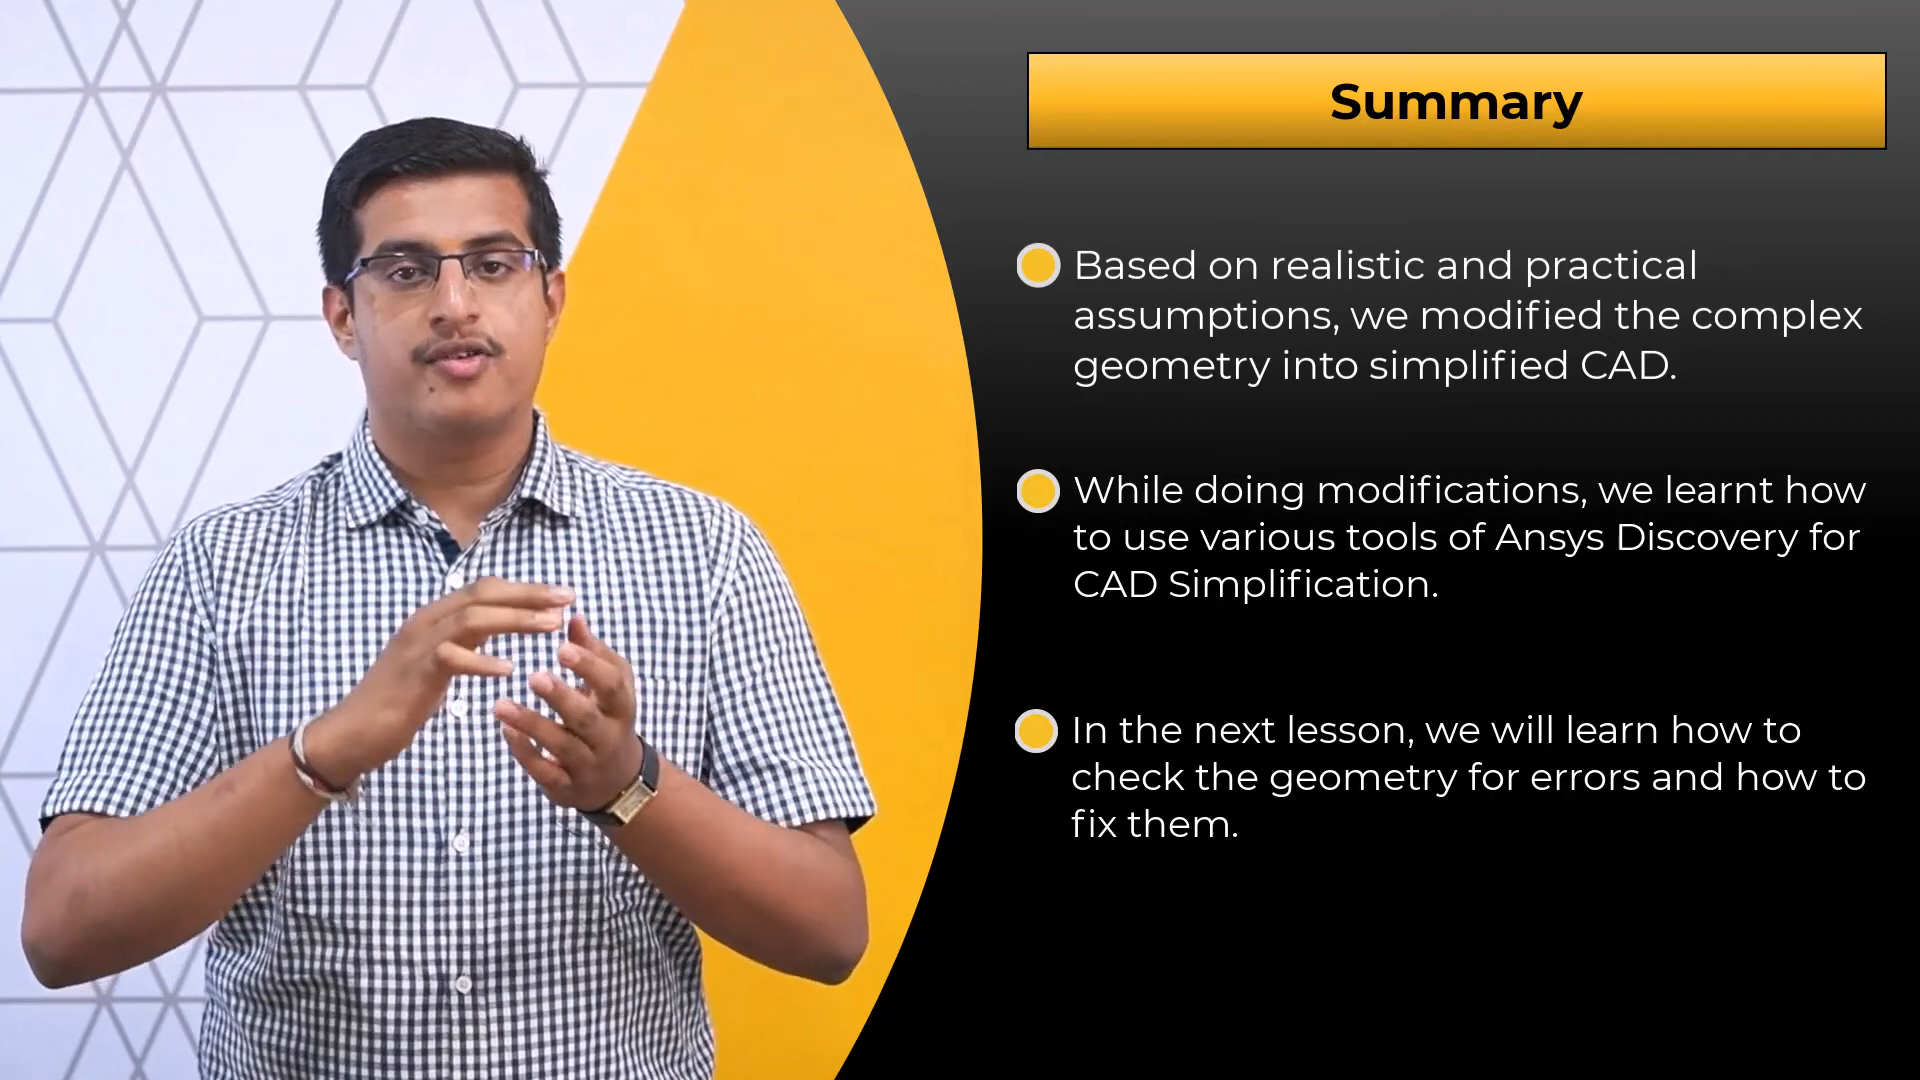 Summary
Based on realistic and practical
assumptions, we modified the complex
geometry into simplified CAD.
While doing modifications, we learnt how
to use various tools of Ansys Discovery for
CAD Simplification.
In the next lesson, we will learn how to
check the geometry for errors and how to
fix them.